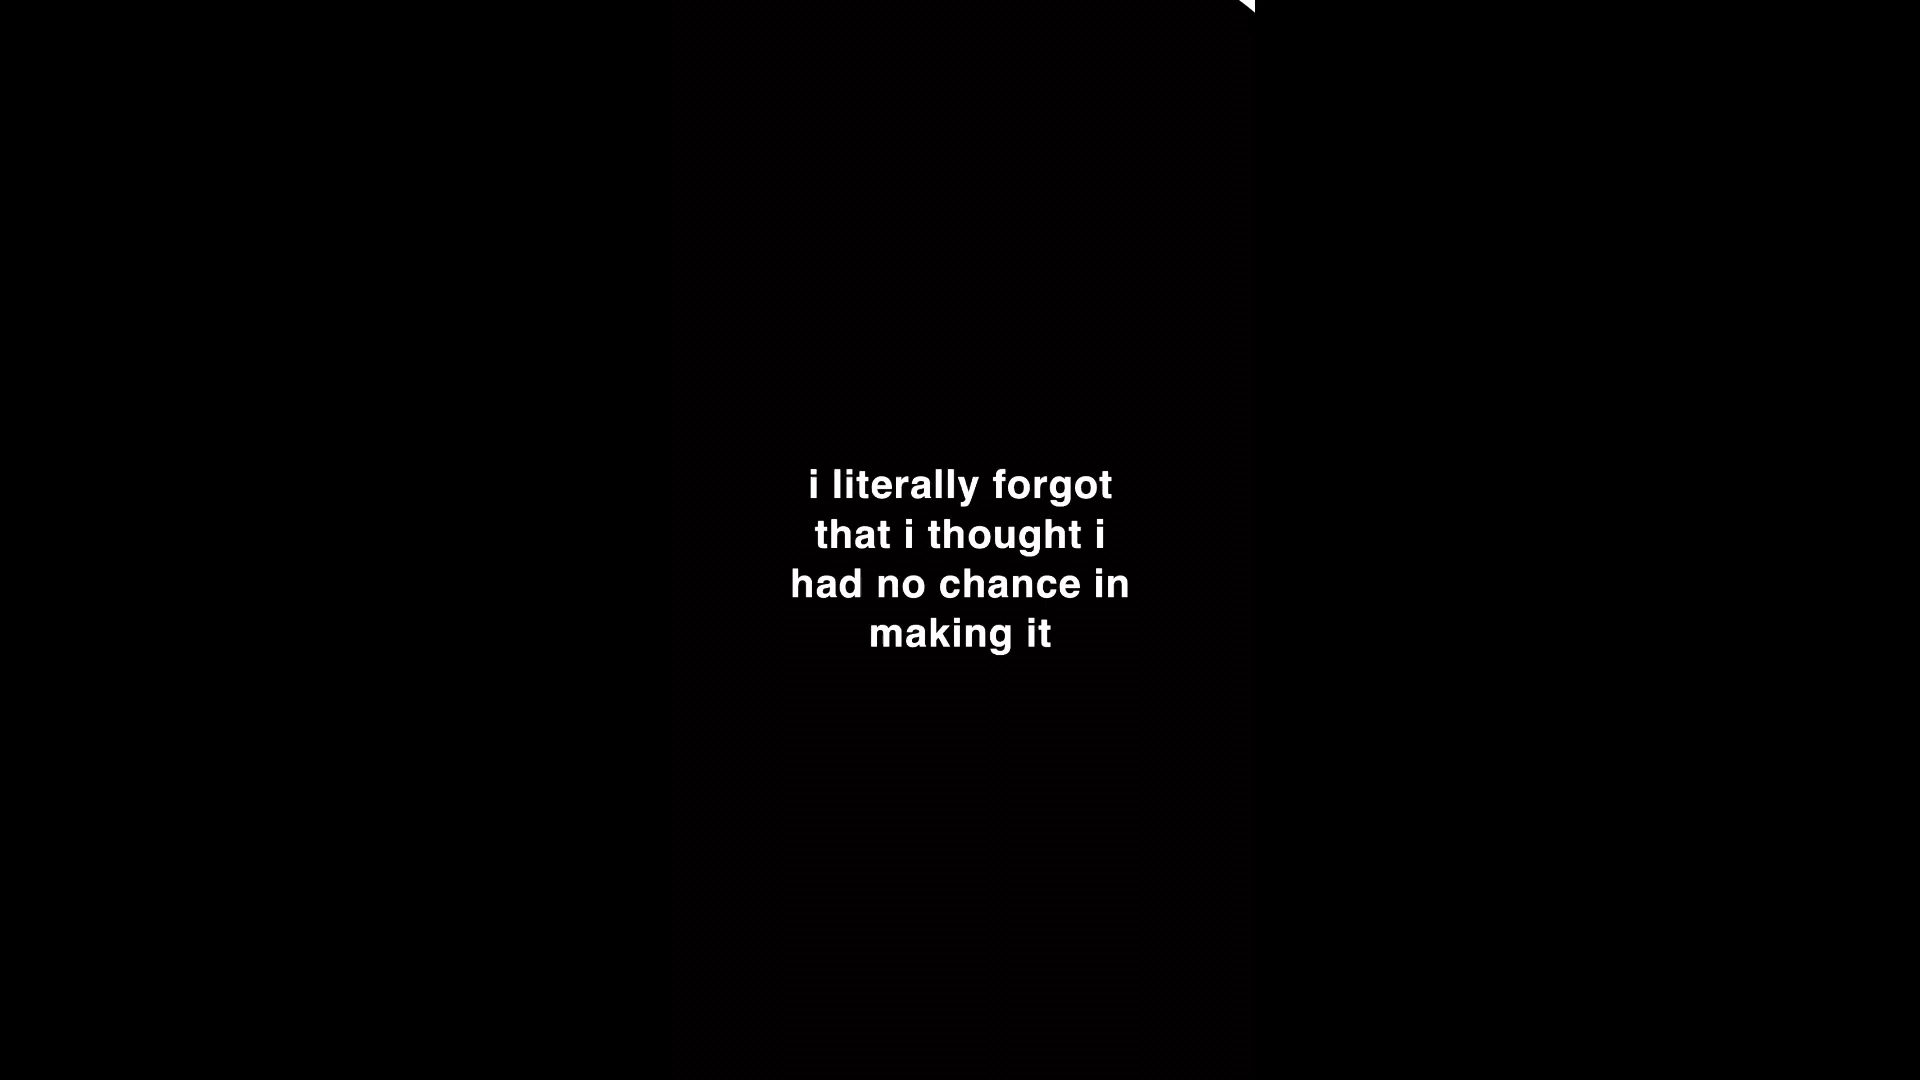 i literally forgot
that i thought i
had no chance in
making it